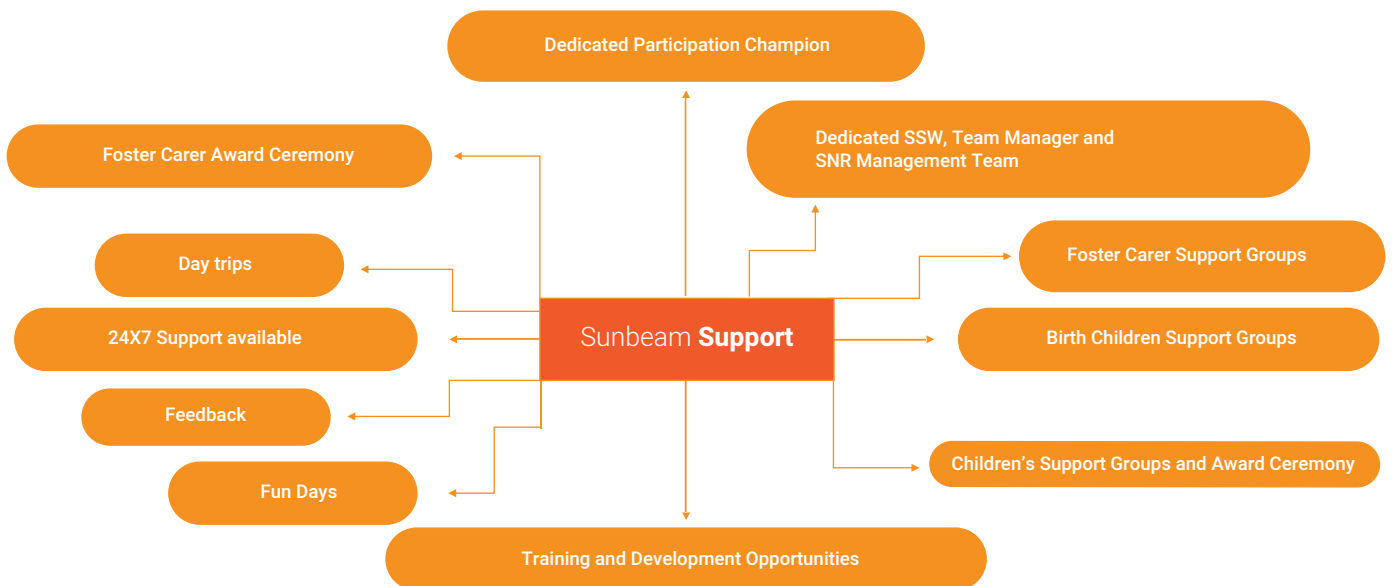 Dedicated Participation Champion
Dedicated SSW, Team Manager and
SNR Management Team
Foster Carer Award Ceremony
Foster Carer Support Groups
Day trips
24X7 Support available
Sunbeam Support
Birth Children Support Groups
Feedback
Children’s Support Groups and Award Ceremony
Fun Days
Training and Development Opportunities